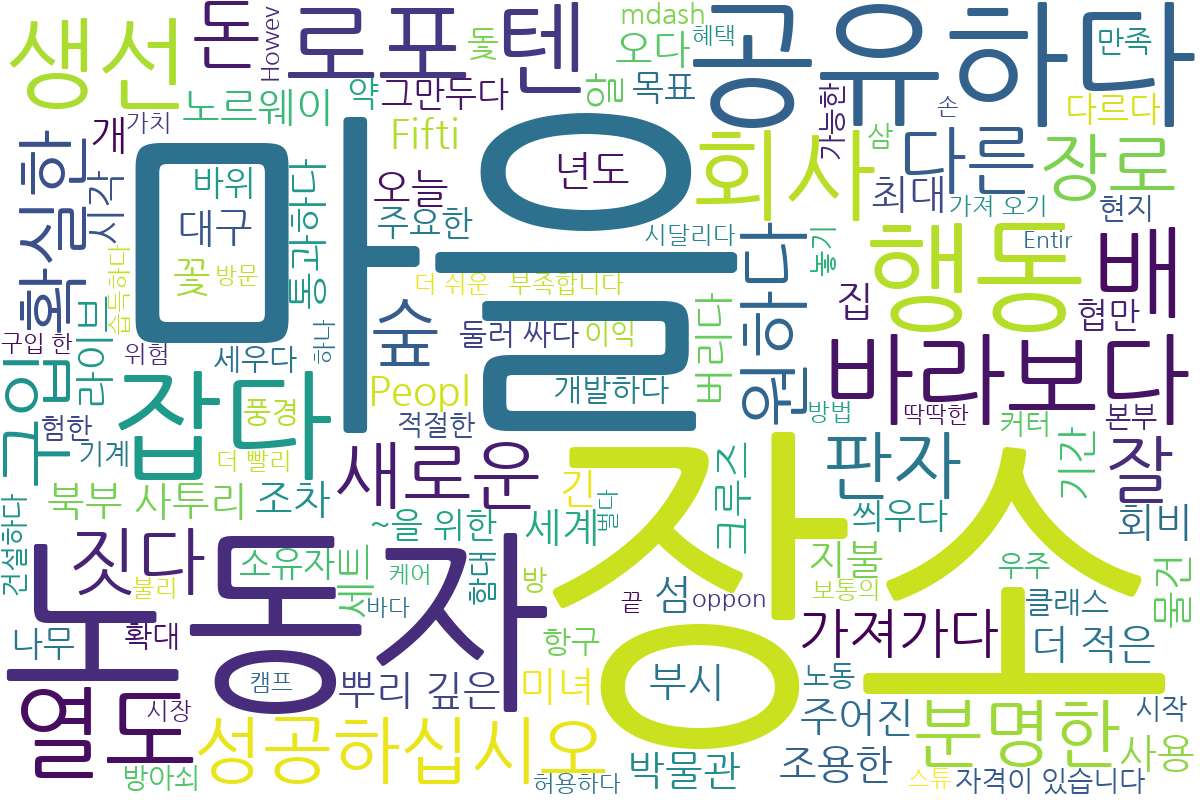 생선
돈
Howev
로포텐
돛
mdash
오다
혜택
공유하다
만족
노르웨이
약
그만두다
알
목표
다르다
개
가치
Fifti
마을
년도
회사
가능한
손
삼
다른
장로
확실한
시각
바위
대구
통과하다
오늘
주요한
최대
가져 오기
현지
시달리다
원하다
놓기
Entir
행동
배
습득하다
꽃
방문
숲
더 쉬운
부족합니다
집
협만
구입 한
라이브
위험
세우다
하나
둘러 싸다
이익
버리다
바라보다
구입
잡다
풍경
Peopl
개발하다
방법
딱딱한
본부
험한
기계
더 빨리
적절한
커터
새로운
긴
크루즈
판자
기간
잘
북부 사투리
조차
~을 위한
세계
벌다
씌우다
회비
건설하다
짓다
소유자
세트
케어
함대
방
장소
지불
보통의
우주
물건
불리
바다
노동자
끝
섬
oppon
가져가다
클래스
더 적은
나무
확대
항구
캠프
뿌리 깊은
미녀
부시
노동
열도
시장
성공하십시오
주어진
분명한
시작
사용
방아쇠
박물관
조용한
허용하다
스튜
자격이 있습니다